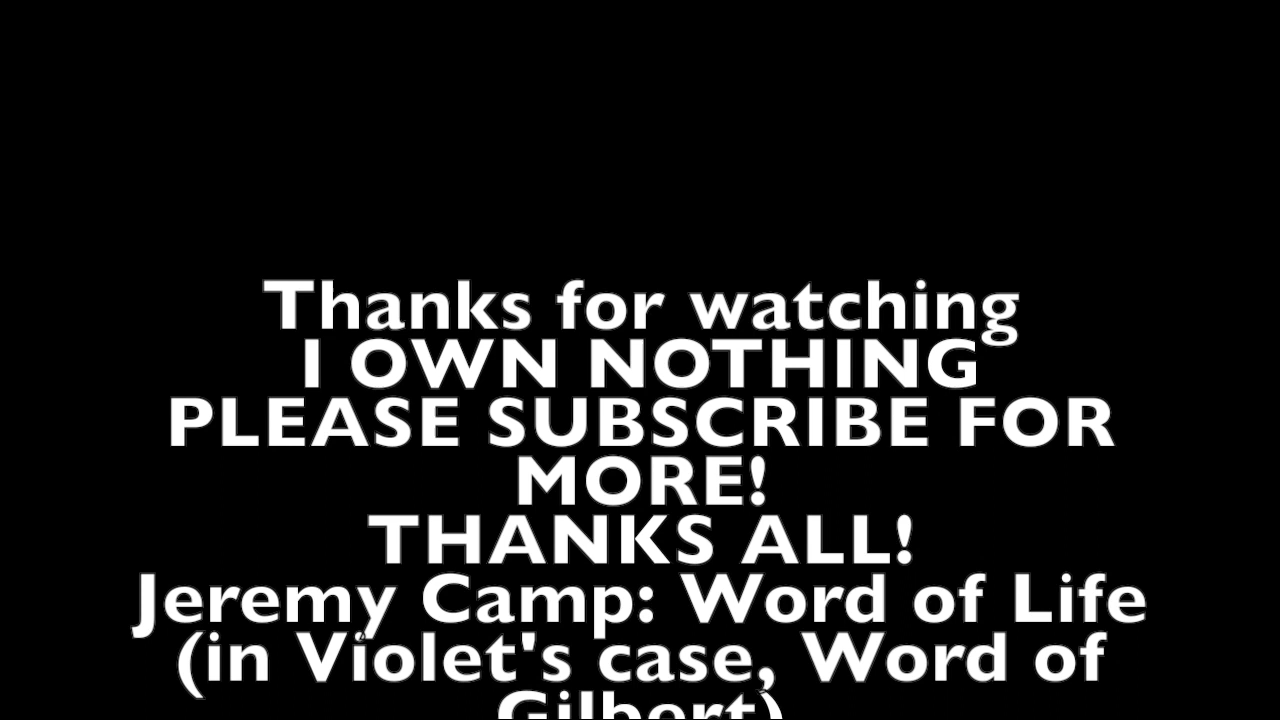 Thanks for watching
I OWN NOTHING
PLEASE SUBSCRIBE FOR
MORE!
THANKS ALL!
Jeremy Camp: Word of Life
(in Violet's case, Word of
Gilbert)